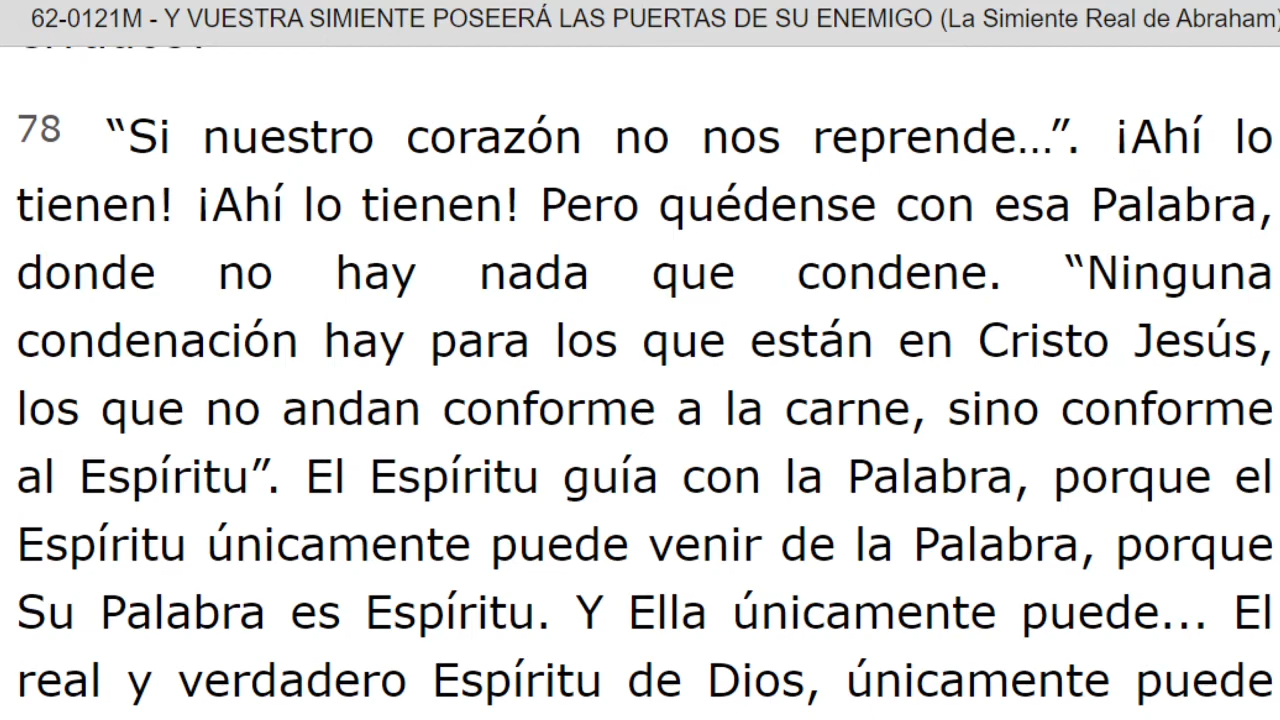 62-0121M - Y VUESTRA SIMIENTE POSEERÁ LAS PUERTAS DE SU ENEMIGO (La Simiente Real de Abraham)
78 “Si nuestro corazón no nos reprende…”. ¡Ahí lo
tienen! ¡Ahí lo tienen! Pero quédense con esa Palabra,
donde no hay nada que condene. “Ninguna
condenación hay para los que están en Cristo Jesús,
los que no andan conforme a la carne, sino conforme
al Espíritu”. El Espíritu guía con la Palabra, porque el
Espíritu únicamente puede venir de la Palabra, porque
Su Palabra es Espíritu. Y Ella únicamente puede... El
real y verdadero Espíritu de Dios, únicamente puede